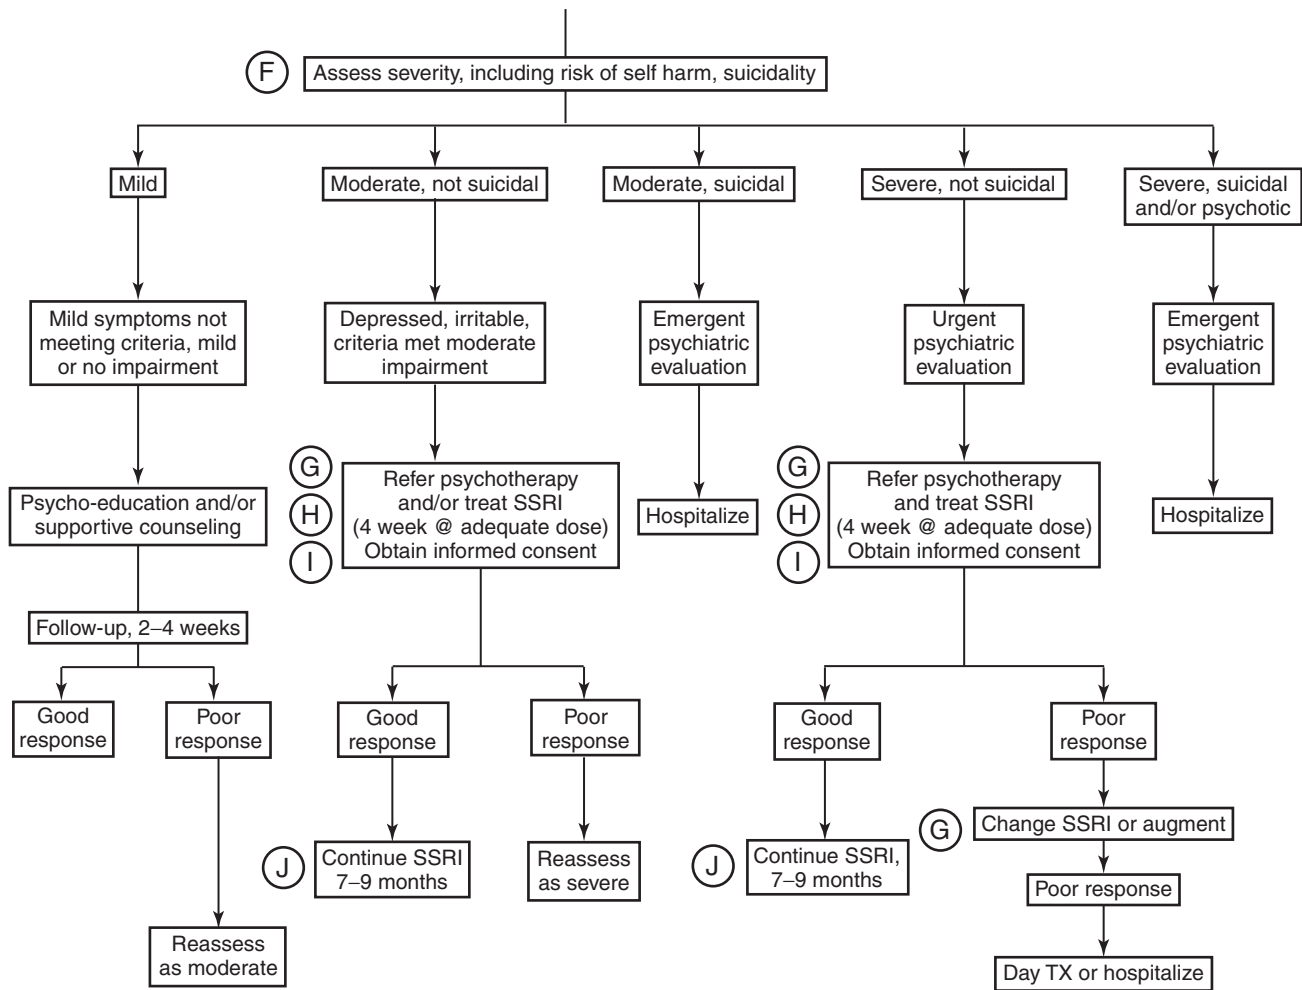 F
Assess severity, including risk of self harm, suicidality
Mild
Moderate, not suicidal
Moderate, suicidal
Severe, not suicidal
Severe, suicidal
and/or psychotic
Mild symptoms not
meeting criteria, mild
or no impairment
Depressed, irritable,
criteria met moderate
impairment
Emergent
psychiatric
evaluation
Urgent
psychiatric
evaluation
Emergent
psychiatric
evaluation
Psycho-education and/or
supportive counseling
G
H
I
Refer psychotherapy
and/or treat SSRI
(4 week @ adequate dose)
Obtain informed consent
Hospitalize
G
H
I
Refer psychotherapy
and treat SSRI
(4 week @ adequate dose)
Obtain informed consent
Hospitalize
Follow-up, 2–4 weeks
Good
response
Poor
response
Good
response
Poor
response
Good
response
Poor
response
J
Continue SSRI
7–9 months
Reassess
as severe
J
Continue SSRI,
7–9 months
G
Change SSRI or augment
Poor response
Reassess
as moderate
Day TX or hospitalize